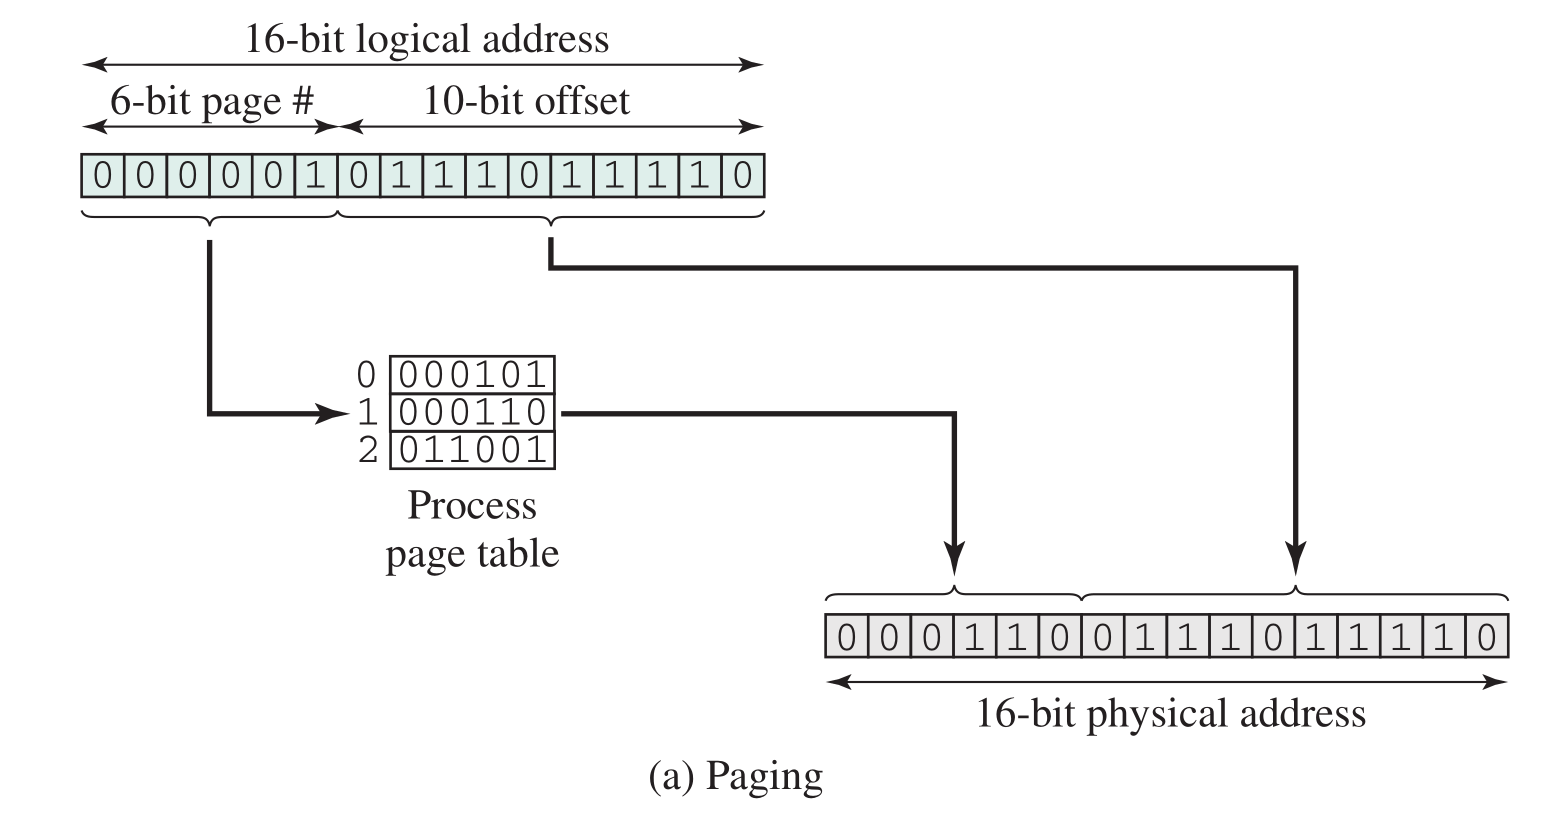 16-bit logical address
6-bit page # 10-bit offset
0 0 0 0 0 1 0 1 1 1 0 1 1 1 1 0
0 000101
1 000110
2 011001
Process
page table
0 0 0 1 1 0 0 1 1 1 0 1 1 1 1 0
16-bit physical address
(a) Paging